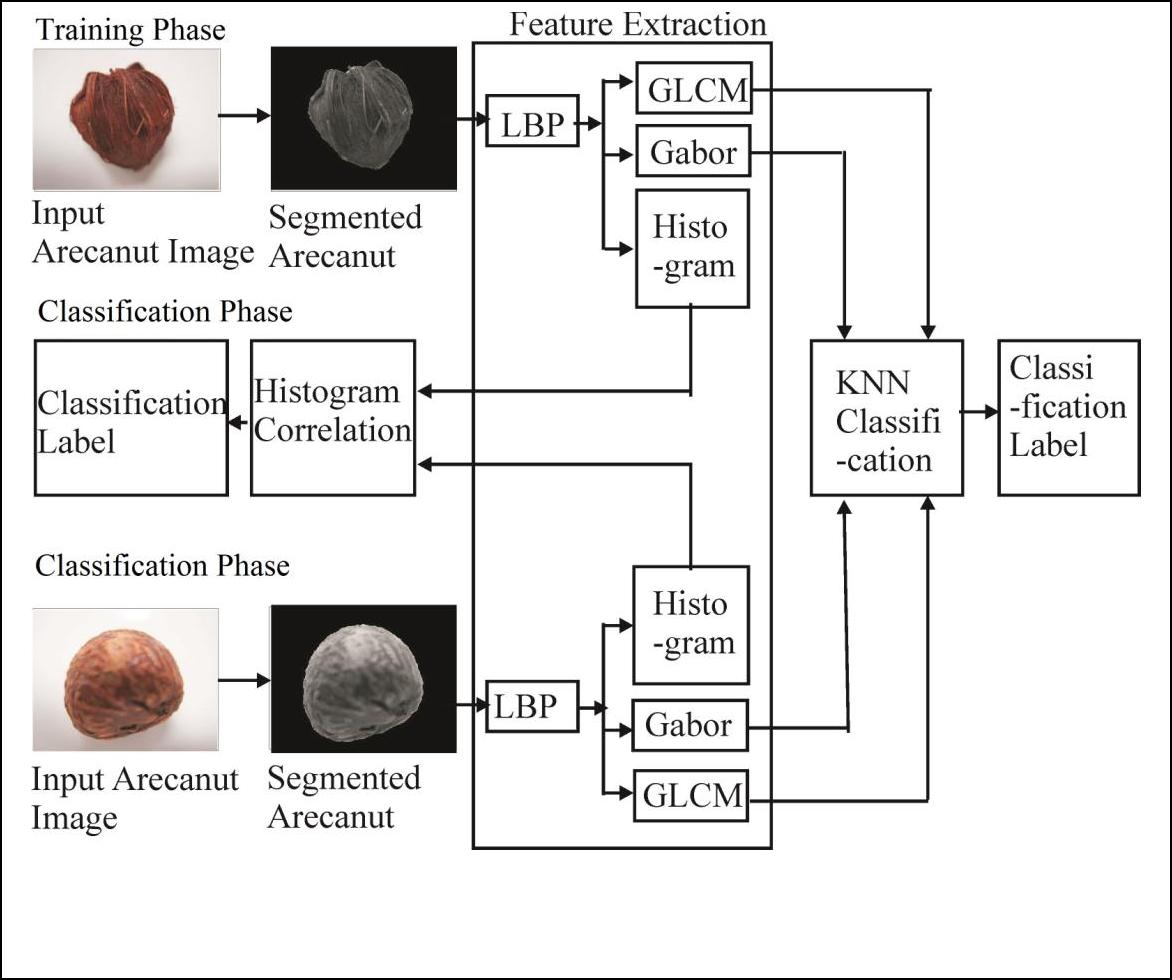 Training Phase
Feature Extraction
LBP
GLCM
Gabor
Histo
-gram
Input
Arecanut Image
Segmented
Arecanut
Classification Phase
Classification
Label
Histogram
Correlation
KNN
Classifi
-cation
Classi
-fication
Label
Classification Phase
Histo
-gram
LBP
Gabor
GLCM
Input Arecanut
Image
Segmented
Arecanut